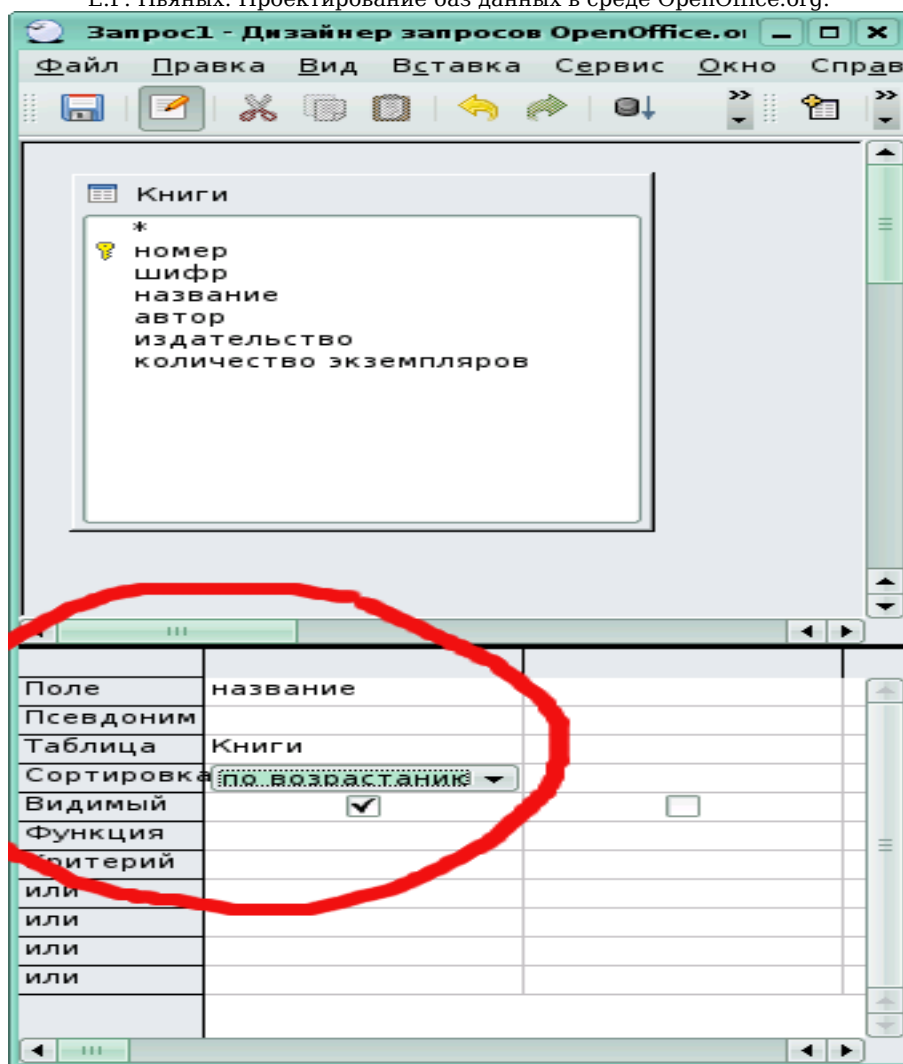 Е.Г. Пьяных. Проектирование баз данных в среде OpenOffice.org.
Запрос1 - Дизайнер запросов OpenOffice.o
Файл Правка Вид Вставка Сервис Окно Справ
Книги
*
номер
шифр
название
автор
издательство
количество экземпляров
Поле название
Псевдоним
Таблица Книги
Сортировка по возрастанию
Видимый
Функция
Критерий
или
или
или
или